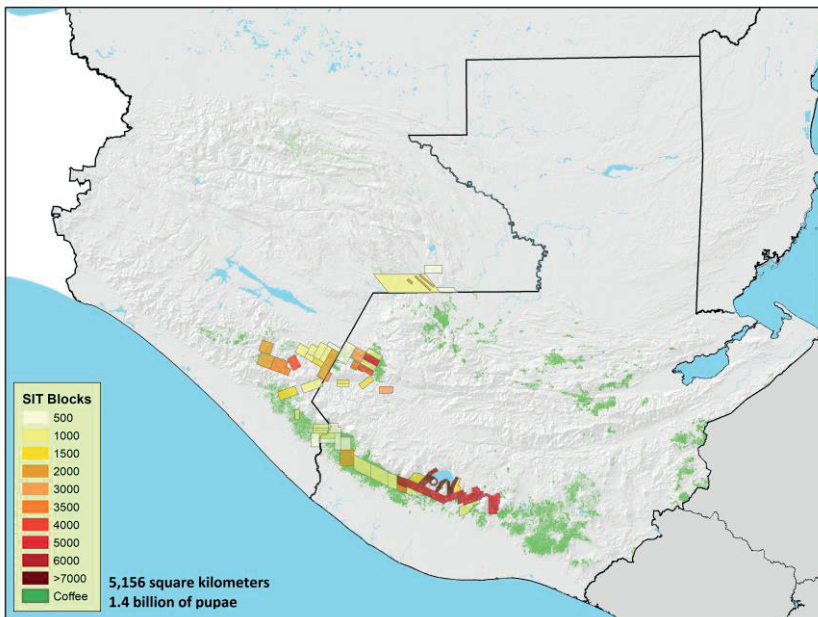 SIT Blocks
500
1000
1500
2000
3000
3500
4000
5000
6000
>7000
Coffee
5,156 square kilometers
1.4 billion of pupae